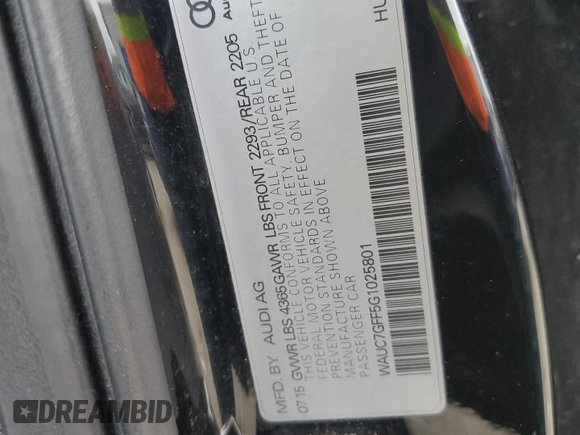 MFD. BY AUDI AG
07 15 GVWR LBS 4365 GAWR LBS FRONT 2293/REAR 2205
THIS VEHICLE CONFORMS TO ALL APPLICABLE U.S.
FEDERAL MOTOR VEHICLE SAFETY, BUMPER AND THEFT
PREVENTION STANDARDS IN EFFECT ON THE DATE OF
MANUFACTURE SHOWN ABOVE
PASSENGER CAR
WAUC7GFF5G1025801
HU
DREAMBID